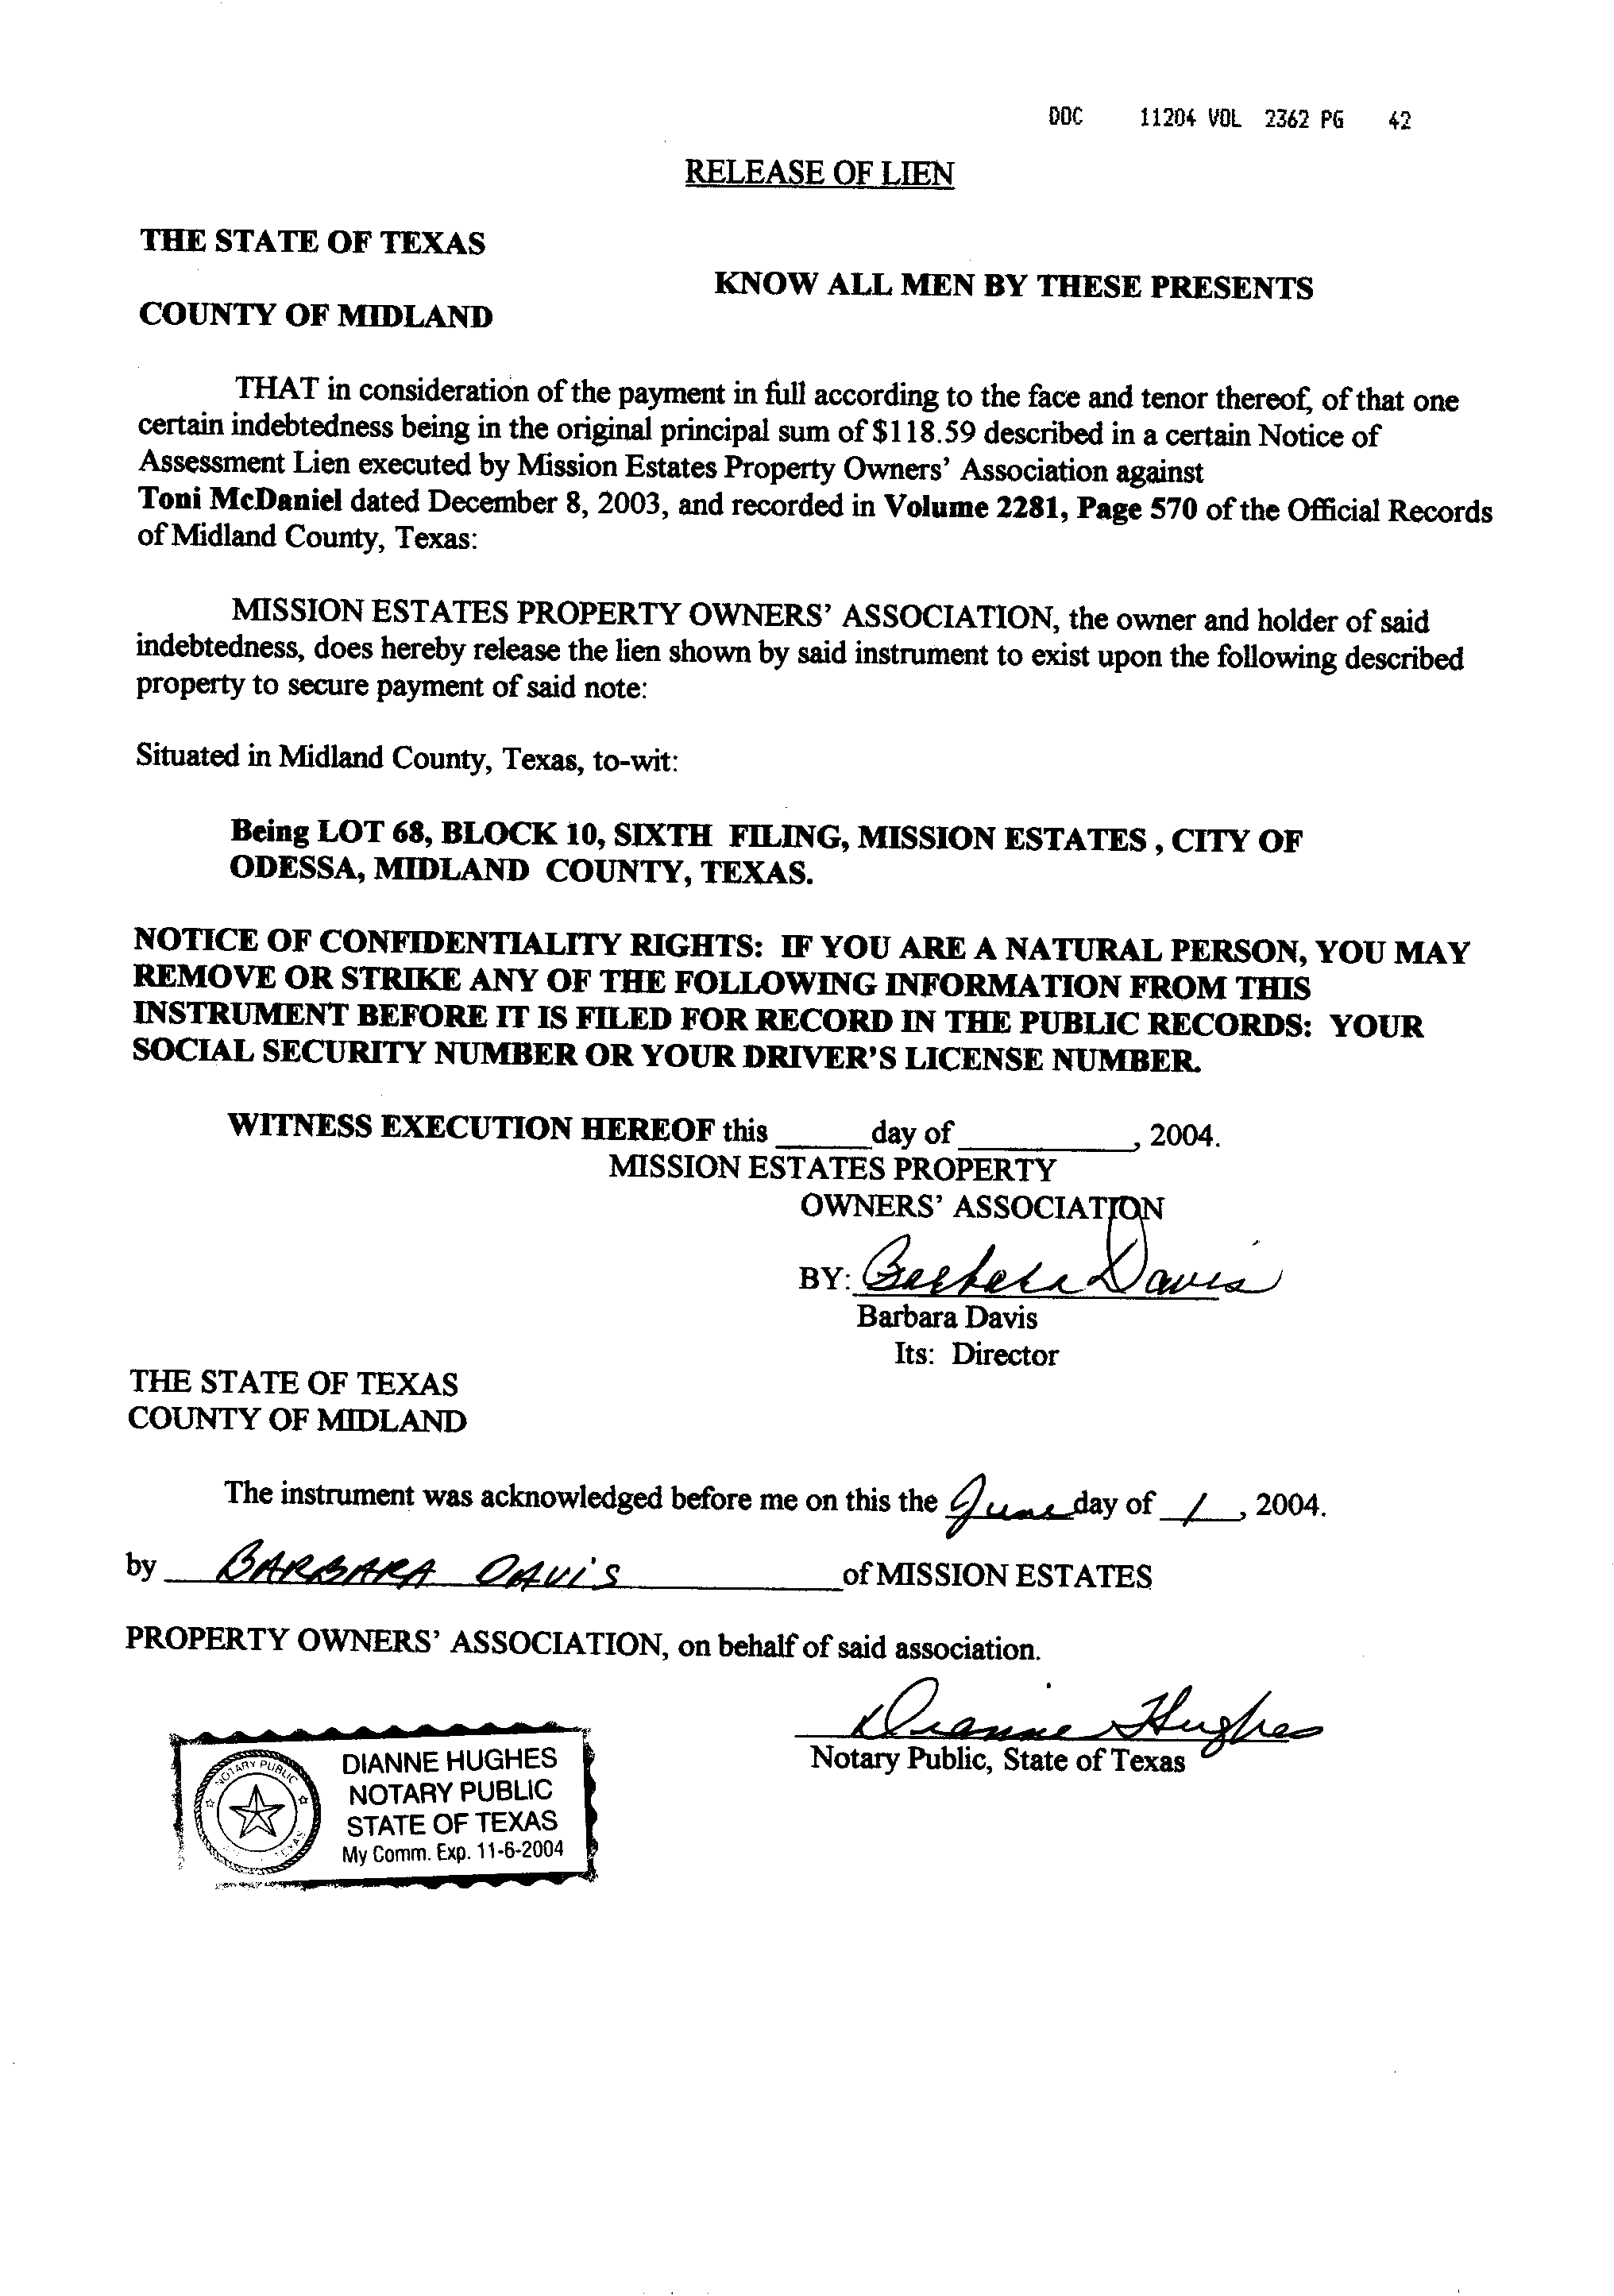 DOC 11204 VOL 2362 PG 42
RELEASE OF LIEN
THE STATE OF TEXAS
KNOW ALL MEN BY THESE PRESENTS
COUNTY OF MIDLAND
THAT in consideration of the payment in full according to the face and tenor thereof, of that one
certain indebtedness being in the original principal sum of $118.59 described in a certain Notice of
Assessment Lien executed by Mission Estates Property Owners' Association against
Toni McDaniel dated December 8, 2003, and recorded in Volume 2281, Page 570 of the Official Records
of Midland County, Texas:
MISSION ESTATES PROPERTY OWNERS' ASSOCIATION, the owner and holder of said
indebtedness, does hereby release the lien shown by said instrument to exist upon the following described
property to secure payment of said note:
Situated in Midland County, Texas, to-wit:
Being LOT 68, BLOCK 10, SIXTH FILING, MISSION ESTATES , CITY OF
ODESSA, MIDLAND COUNTY, TEXAS.
NOTICE OF CONFIDENTIALITY RIGHTS: IF YOU ARE A NATURAL PERSON, YOU MAY
REMOVE OR STRIKE ANY OF THE FOLLOWING INFORMATION FROM THIS
INSTRUMENT BEFORE IT IS FILED FOR RECORD IN THE PUBLIC RECORDS: YOUR
SOCIAL SECURITY NUMBER OR YOUR DRIVER'S LICENSE NUMBER.
WITNESS EXECUTION HEREOF this ______day of ___________, 2004.
MISSION ESTATES PROPERTY
OWNERS' ASSOCIATION
BY: Barbara Davis
Barbara Davis
Its: Director
THE STATE OF TEXAS
COUNTY OF MIDLAND
The instrument was acknowledged before me on this the June day of 1, 2004.
by BARBARA DAVIS of MISSION ESTATES
PROPERTY OWNERS' ASSOCIATION, on behalf of said association.
Dianne Hughes
Notary Public, State of Texas
NOTARY PUBLIC
TEXAS
DIANNE HUGHES
NOTARY PUBLIC
STATE OF TEXAS
My Comm. Exp. 11-6-2004